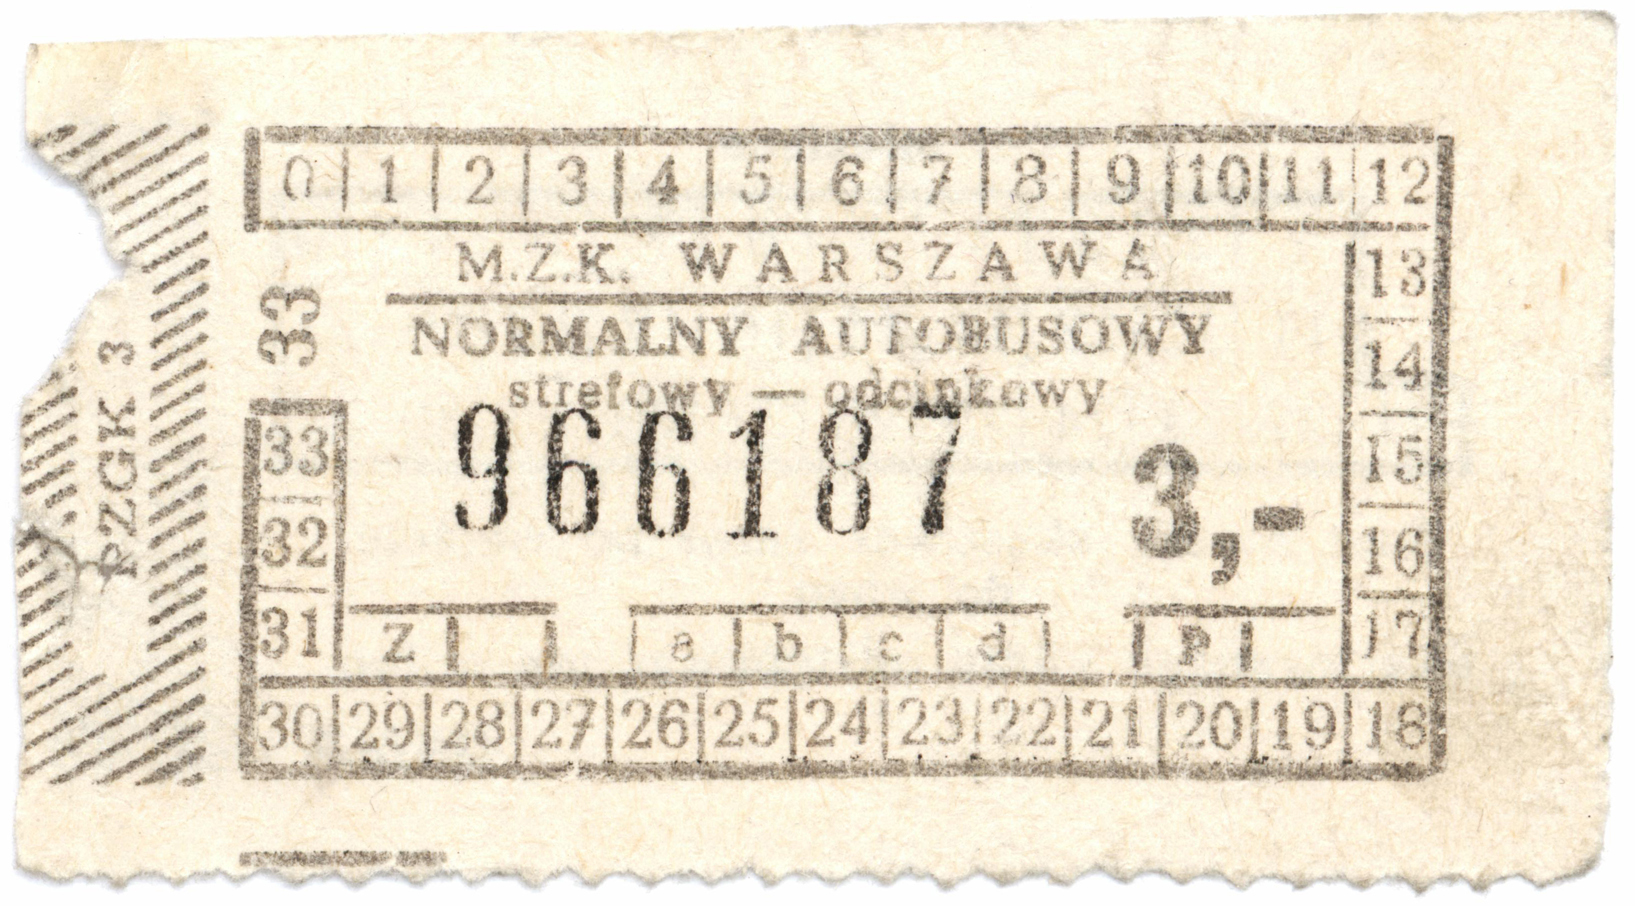 0 1 2 3 4 5 6 7 8 9 10 11 12
M.Z.K. WARSZAWA
13
33
NORMALNY AUTOBUSOWY
14
strefowy — odcinkowy
966187
3,-
33
15
32
16
31
Z a b c d P
17
30 29 28 27 26 25 24 23 22 21 20 19 18
PZGK 3